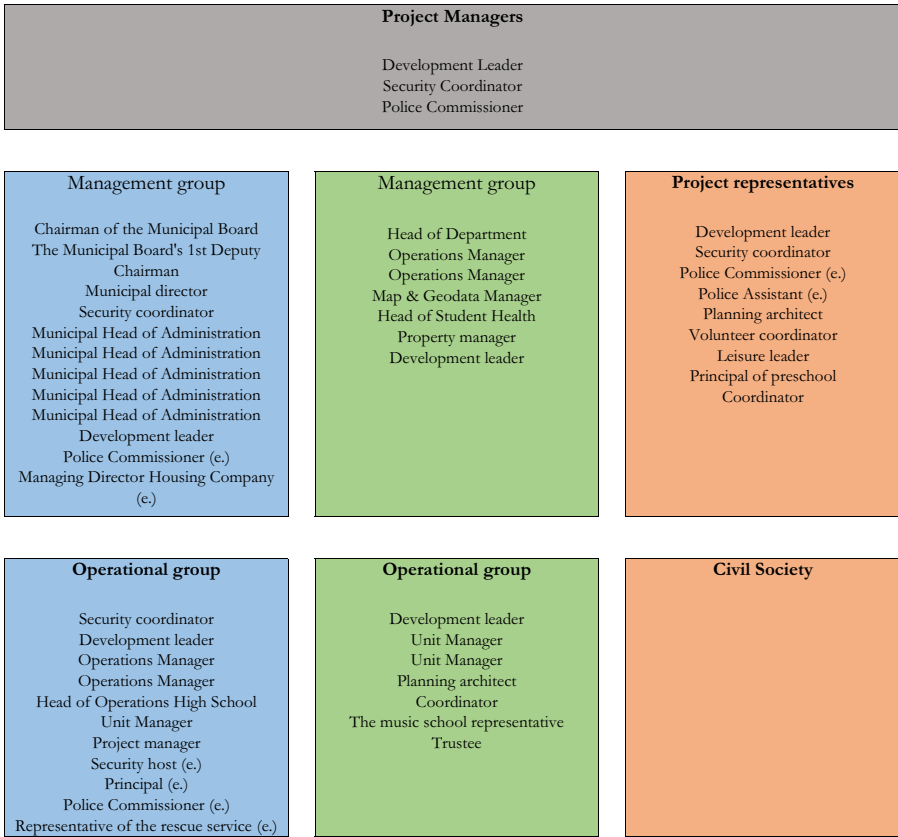 Project Managers
Development Leader
Security Coordinator
Police Commissioner
Management group
Chairman of the Municipal Board
The Municipal Board's 1st Deputy
Chairman
Municipal director
Security coordinator
Municipal Head of Administration
Municipal Head of Administration
Municipal Head of Administration
Municipal Head of Administration
Municipal Head of Administration
Development leader
Police Commissioner (e.)
Managing Director Housing Company
(e.)
Management group
Head of Department
Operations Manager
Operations Manager
Map & Geodata Manager
Head of Student Health
Property manager
Development leader
Project representatives
Development leader
Security coordinator
Police Commissioner (e.)
Police Assistant (e.)
Planning architect
Volunteer coordinator
Leisure leader
Principal of preschool
Coordinator
Operational group
Security coordinator
Development leader
Operations Manager
Operations Manager
Head of Operations High School
Unit Manager
Project manager
Security host (e.)
Principal (e.)
Police Commissioner (e.)
Representative of the rescue service (e.)
Operational group
Development leader
Unit Manager
Unit Manager
Planning architect
Coordinator
The music school representative
Trustee
Civil Society